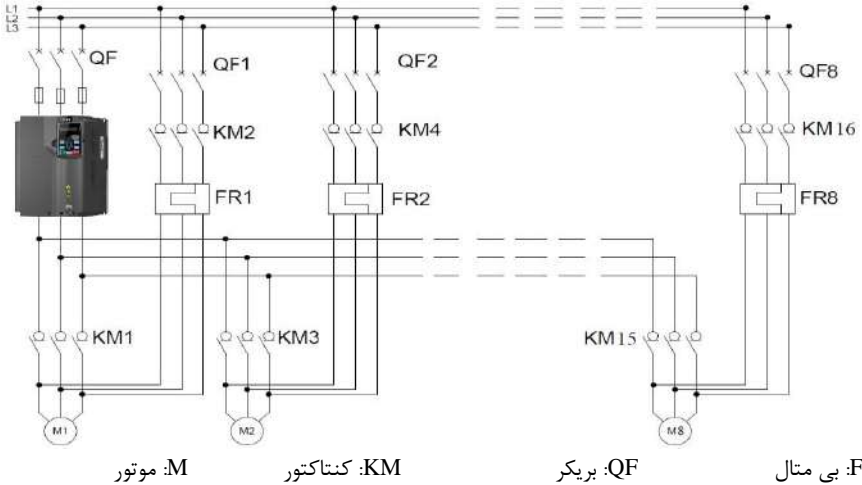 L1
L2
L3
QF
QF1
QF2
QF8
KM2
KM4
KM16
FR1
FR2
FR8
KM1
KM3
KM15
M1
M2
M8
F: بی متال
QF: بریکر
KM: کنتاکتور
M: موتور